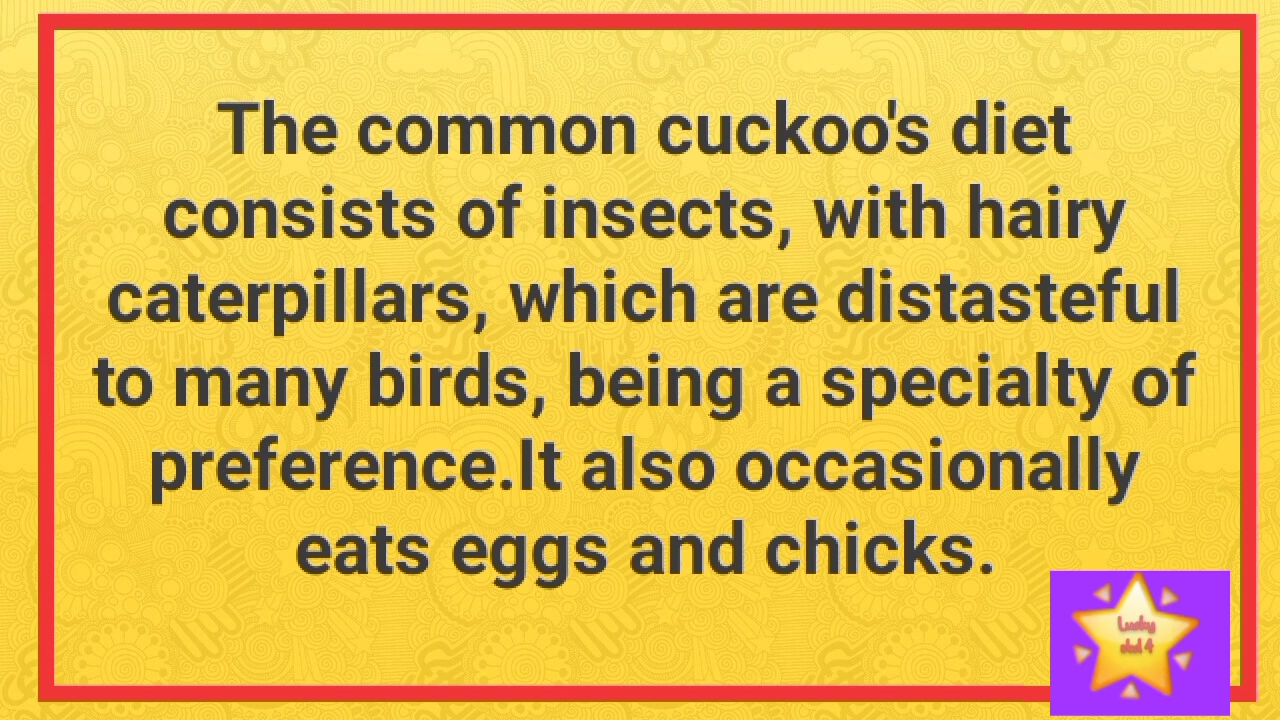 The common cuckoo's diet
consists of insects, with hairy
caterpillars, which are distasteful
to many birds, being a specialty of
preference.It also occasionally
eats eggs and chicks.
Lucky